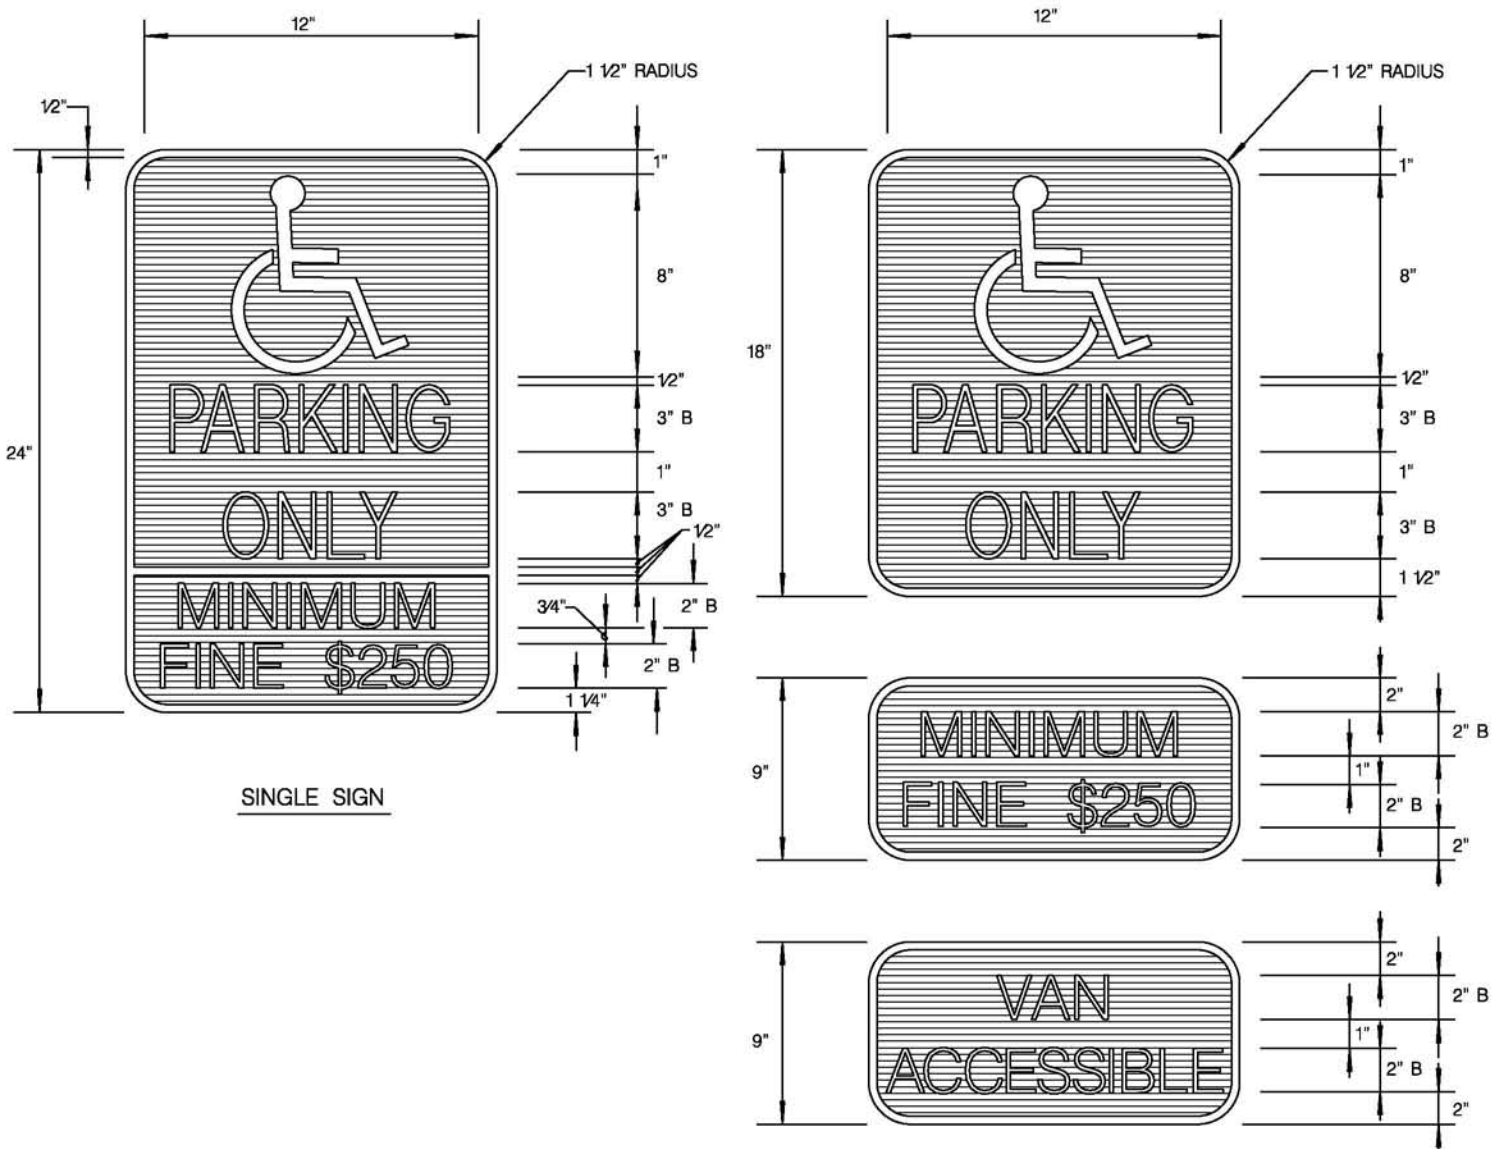 12"
1 1/2" RADIUS
1/2"
1"
8"
1/2"
3" B
1"
3" B
1/2"
2" B
3/4"
2" B
1 1/4"
24"
PARKING
ONLY
MINIMUM
FINE $250
SINGLE SIGN
12"
1 1/2" RADIUS
1"
8"
1/2"
3" B
1"
3" B
1 1/2"
18"
PARKING
ONLY
9"
MINIMUM
FINE $250
2"
2" B
1"
2" B
2"
9"
VAN
ACCESSIBLE
2"
2" B
1"
2" B
2"